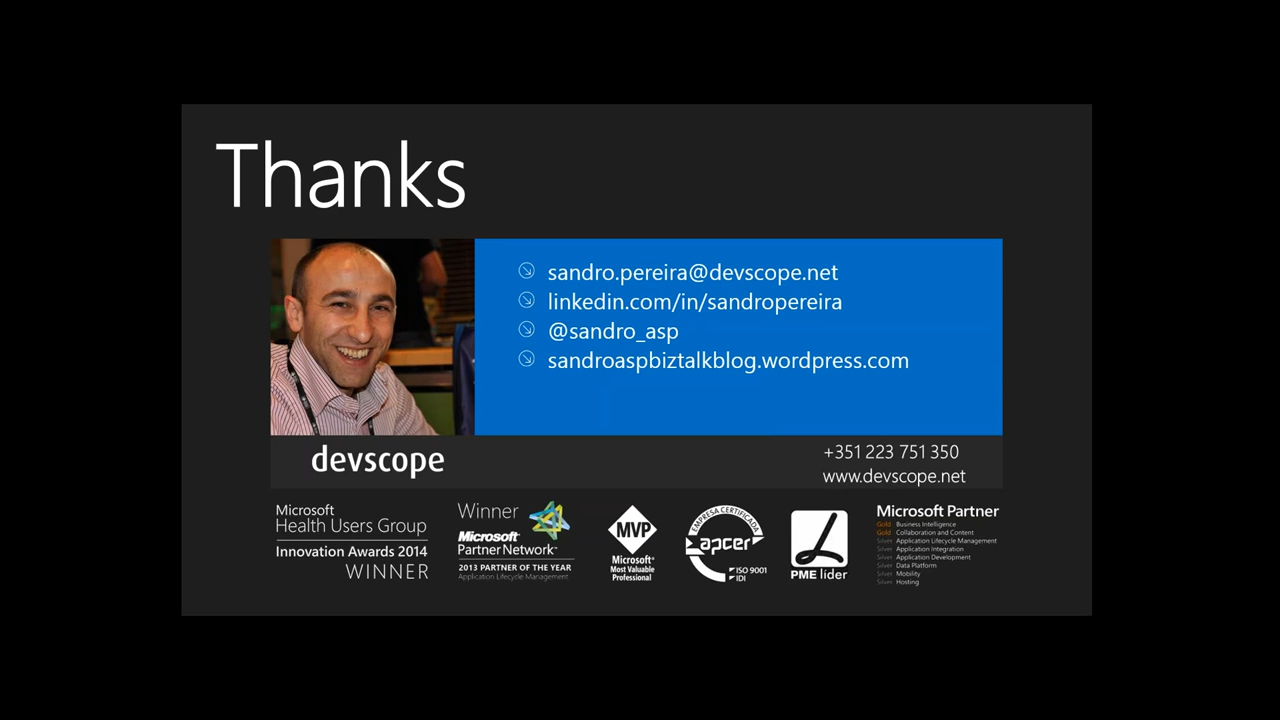 Thanks
sandro.pereira@devscope.net
linkedin.com/in/sandropereira
@sandro_asp
sandroaspbiztalkblog.wordpress.com
devscope
+351 223 751 350
www.devscope.net
Microsoft
Health Users Group
Innovation Awards 2014
WINNER
Winner
Microsoft
Partner Network
2013 PARTNER OF THE YEAR
Application Lifecycle Management
MVP
Microsoft®
Most Valuable
Professional
EMPRESA CERTIFICADA
apcer
ISO 9001
IDI
PME líder
Microsoft Partner
Gold Business Intelligence
Gold Collaboration and Content
Silver Application Lifecycle Management
Silver Application Integration
Silver Application Development
Silver Data Platform
Silver Mobility
Silver Hosting